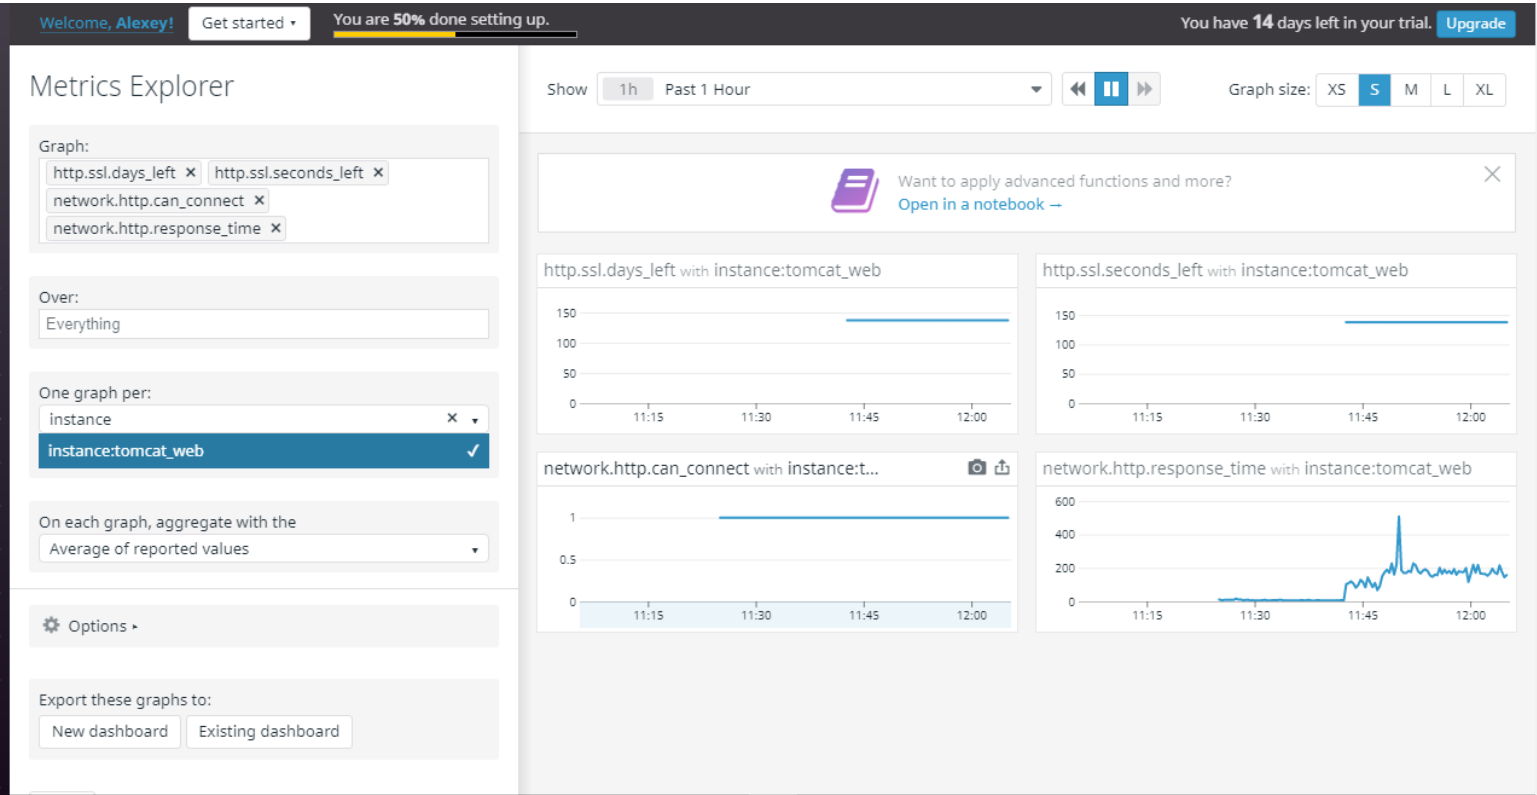 Welcome, Alexey! Get started ▾ You are 50% done setting up. You have 14 days left in your trial. Upgrade
Metrics Explorer
Graph:
http.ssl.days_left ✕ http.ssl.seconds_left ✕
network.http.can_connect ✕
network.http.response_time ✕
Over:
Everything
One graph per:
instance ✕ ▾
instance:tomcat_web ✓
On each graph, aggregate with the
Average of reported values ▾
Options ▸
Export these graphs to:
New dashboard Existing dashboard
Show 1h Past 1 Hour Graph size: XS S M L XL
Want to apply advanced functions and more?
Open in a notebook →
http.ssl.days_left with instance:tomcat_web
150
100
50
0
11:15 11:30 11:45 12:00
http.ssl.seconds_left with instance:tomcat_web
150
100
50
0
11:15 11:30 11:45 12:00
network.http.can_connect with instance:t...
1
0.5
0
11:15 11:30 11:45 12:00
network.http.response_time with instance:tomcat_web
600
400
200
0
11:15 11:30 11:45 12:00